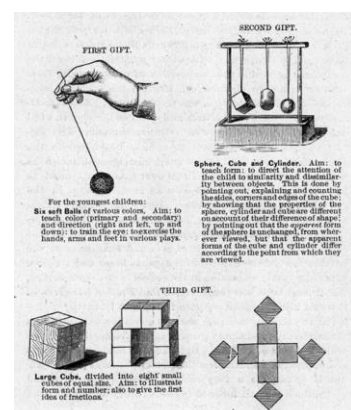 FIRST GIFT.
For the youngest children:
Six soft Balls of various colors. Aim: to
teach color (primary and secondary)
and direction (right and left, up and
down); to train the eye; to exercise the
hands, arms and feet in various plays.
SECOND GIFT.
Sphere, Cube and Cylinder. Aim: to
teach form; to direct the attention of
the child to similarity and dissimilar-
ity between objects. This is done by
pointing out, explaining and counting
the sides, corners and edges of the cube;
by showing that the properties of the
sphere, cylinder and cube are different
on account of their difference of shape;
by pointing out that the apparent form
of the sphere is unchanged, from wher-
ever viewed, but that the apparent
forms of the cube and cylinder differ
according to the point from which they
are viewed.
THIRD GIFT.
Large Cube, divided into eight small
cubes of equal size. Aim: to illustrate
form and number; also to give the first
idea of fractions.